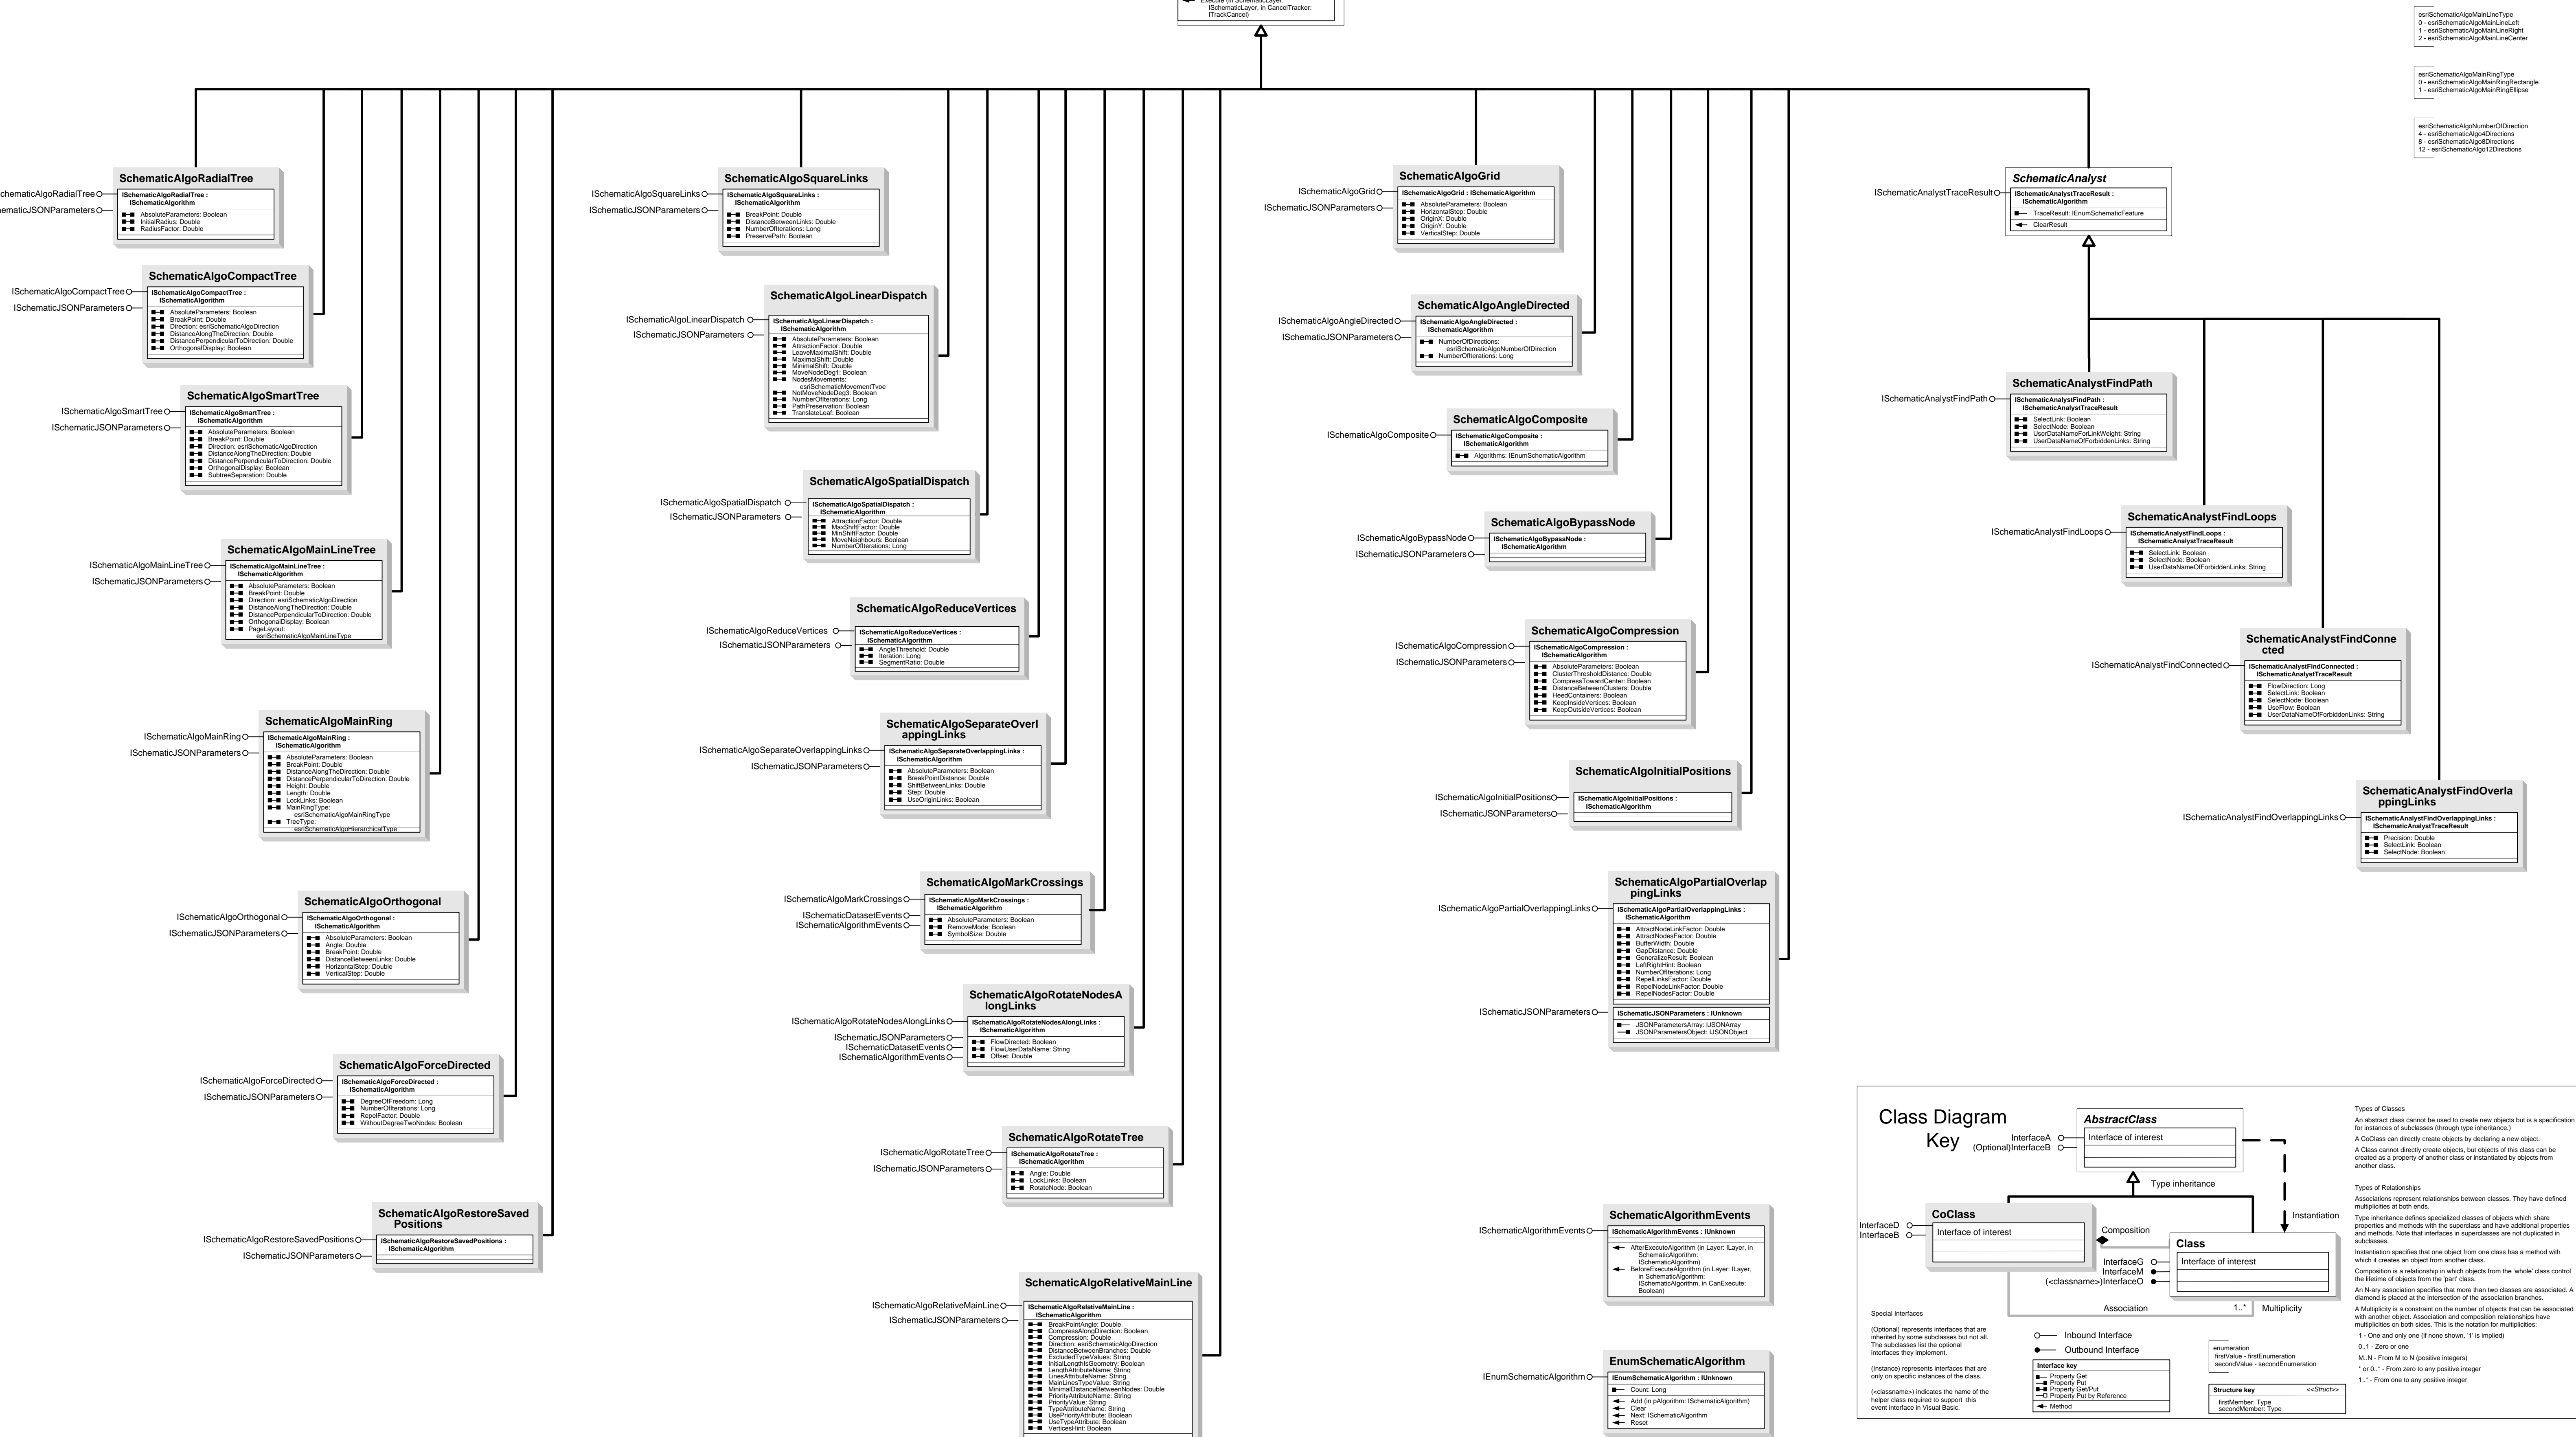 Execute (in SchematicLayer:
ISchematicLayer, in CancelTracker:
ITrackCancel)
esriSchematicAlgoMainLineType
0 - esriSchematicAlgoMainLineLeft
1 - esriSchematicAlgoMainLineRight
2 - esriSchematicAlgoMainLineCenter
esriSchematicAlgoMainRingType
0 - esriSchematicAlgoMainRingRectangle
1 - esriSchematicAlgoMainRingEllipse
esriSchematicAlgoNumberOfDirection
4 - esriSchematicAlgo4Directions
8 - esriSchematicAlgo8Directions
12 - esriSchematicAlgo12Directions
SchematicAlgoRadialTree
chematicAlgoRadialTree
ematicJSONParameters
ISchematicAlgoRadialTree :
ISchematicAlgorithm
AbsoluteParameters: Boolean
InitialRadius: Double
RadiusFactor: Double
SchematicAlgoCompactTree
ISchematicAlgoCompactTree
ISchematicJSONParameters
ISchematicAlgoCompactTree :
ISchematicAlgorithm
AbsoluteParameters: Boolean
BreakPoint: Double
Direction: esriSchematicAlgoDirection
DistanceAlongTheDirection: Double
DistancePerpendicularToDirection: Double
OrthogonalDisplay: Boolean
SchematicAlgoSmartTree
ISchematicAlgoSmartTree
ISchematicJSONParameters
ISchematicAlgoSmartTree :
ISchematicAlgorithm
AbsoluteParameters: Boolean
BreakPoint: Double
Direction: esriSchematicAlgoDirection
DistanceAlongTheDirection: Double
DistancePerpendicularToDirection: Double
OrthogonalDisplay: Boolean
SubtreeSeparation: Double
SchematicAlgoMainLineTree
ISchematicAlgoMainLineTree
ISchematicJSONParameters
ISchematicAlgoMainLineTree :
ISchematicAlgorithm
AbsoluteParameters: Boolean
BreakPoint: Double
Direction: esriSchematicAlgoDirection
DistanceAlongTheDirection: Double
DistancePerpendicularToDirection: Double
OrthogonalDisplay: Boolean
PageLayout:
esriSchematicAlgoMainLineType
SchematicAlgoMainRing
ISchematicAlgoMainRing
ISchematicJSONParameters
ISchematicAlgoMainRing :
ISchematicAlgorithm
AbsoluteParameters: Boolean
BreakPoint: Double
DistanceAlongTheDirection: Double
DistancePerpendicularToDirection: Double
Height: Double
Length: Double
LockLinks: Boolean
MainRingType:
esriSchematicAlgoMainRingType
TreeType:
esriSchematicAlgoHierarchicalType
SchematicAlgoOrthogonal
ISchematicAlgoOrthogonal
ISchematicJSONParameters
ISchematicAlgoOrthogonal :
ISchematicAlgorithm
AbsoluteParameters: Boolean
Angle: Double
BreakPoint: Double
DistanceBetweenLinks: Double
HorizontalStep: Double
VerticalStep: Double
SchematicAlgoForceDirected
ISchematicAlgoForceDirected
ISchematicJSONParameters
ISchematicAlgoForceDirected :
ISchematicAlgorithm
DegreeOfFreedom: Long
NumberOfIterations: Long
RepelFactor: Double
WithoutDegreeTwoNodes: Boolean
SchematicAlgoRestoreSaved
Positions
ISchematicAlgoRestoreSavedPositions
ISchematicJSONParameters
ISchematicAlgoRestoreSavedPositions :
ISchematicAlgorithm
SchematicAlgoSquareLinks
ISchematicAlgoSquareLinks
ISchematicJSONParameters
ISchematicAlgoSquareLinks :
ISchematicAlgorithm
BreakPoint: Double
DistanceBetweenLinks: Double
NumberOfIterations: Long
PreservePath: Boolean
SchematicAlgoLinearDispatch
ISchematicAlgoLinearDispatch
ISchematicJSONParameters
ISchematicAlgoLinearDispatch :
ISchematicAlgorithm
AbsoluteParameters: Boolean
AttractionFactor: Double
LeaveMaximalShift: Double
MaximalShift: Double
MinimalShift: Double
MoveNodeDeg1: Boolean
NodesMovements:
esriSchematicMovementType
NotMoveNodeDeg3: Boolean
NumberOfIterations: Long
PathPreservation: Boolean
TranslateLeaf: Boolean
SchematicAlgoSpatialDispatch
ISchematicAlgoSpatialDispatch
ISchematicJSONParameters
ISchematicAlgoSpatialDispatch :
ISchematicAlgorithm
AttractionFactor: Double
MaxShiftFactor: Double
MinShiftFactor: Double
MoveNeighbours: Boolean
NumberOfIterations: Long
SchematicAlgoReduceVertices
ISchematicAlgoReduceVertices
ISchematicJSONParameters
ISchematicAlgoReduceVertices :
ISchematicAlgorithm
AngleThreshold: Double
Iteration: Long
SegmentRatio: Double
SchematicAlgoSeparateOverl
appingLinks
ISchematicAlgoSeparateOverlappingLinks
ISchematicJSONParameters
ISchematicAlgoSeparateOverlappingLinks :
ISchematicAlgorithm
AbsoluteParameters: Boolean
BreakPointDistance: Double
ShiftBetweenLinks: Double
Step: Double
UseOriginLinks: Boolean
SchematicAlgoMarkCrossings
ISchematicAlgoMarkCrossings
ISchematicDatasetEvents
ISchematicAlgorithmEvents
ISchematicAlgoMarkCrossings :
ISchematicAlgorithm
AbsoluteParameters: Boolean
RemoveMode: Boolean
SymbolSize: Double
SchematicAlgoRotateNodesA
longLinks
ISchematicAlgoRotateNodesAlongLinks
ISchematicJSONParameters
ISchematicDatasetEvents
ISchematicAlgorithmEvents
ISchematicAlgoRotateNodesAlongLinks :
ISchematicAlgorithm
FlowDirected: Boolean
FlowUserDataName: String
Offset: Double
SchematicAlgoRotateTree
ISchematicAlgoRotateTree
ISchematicJSONParameters
ISchematicAlgoRotateTree :
ISchematicAlgorithm
Angle: Double
LockLinks: Boolean
RotateNode: Boolean
SchematicAlgoRelativeMainLine
ISchematicAlgoRelativeMainLine
ISchematicJSONParameters
ISchematicAlgoRelativeMainLine :
ISchematicAlgorithm
BreakPointAngle: Double
CompressAlongDirection: Boolean
Compression: Double
Direction: esriSchematicAlgoDirection
DistanceBetweenBranches: Double
ExcludedTypeValues: String
InitialLengthIsGeometry: Boolean
LengthAttributeName: String
LinesAttributeName: String
MainLinesTypeValue: String
MinimalDistanceBetweenNodes: Double
PriorityAttributeName: String
PriorityValue: String
TypeAttributeName: String
UsePriorityAttribute: Boolean
UseTypeAttribute: Boolean
VerticesHint: Boolean
SchematicAlgoGrid
ISchematicAlgoGrid
ISchematicJSONParameters
ISchematicAlgoGrid : ISchematicAlgorithm
AbsoluteParameters: Boolean
HorizontalStep: Double
OriginX: Double
OriginY: Double
VerticalStep: Double
SchematicAlgoAngleDirected
ISchematicAlgoAngleDirected
ISchematicJSONParameters
ISchematicAlgoAngleDirected :
ISchematicAlgorithm
NumberOfDirections:
esriSchematicAlgoNumberOfDirection
NumberOfIterations: Long
SchematicAlgoComposite
ISchematicAlgoComposite
ISchematicAlgoComposite :
ISchematicAlgorithm
Algorithms: IEnumSchematicAlgorithm
SchematicAlgoBypassNode
ISchematicAlgoBypassNode
ISchematicJSONParameters
ISchematicAlgoBypassNode :
ISchematicAlgorithm
SchematicAlgoCompression
ISchematicAlgoCompression
ISchematicJSONParameters
ISchematicAlgoCompression :
ISchematicAlgorithm
AbsoluteParameters: Boolean
ClusterThresholdDistance: Double
CompressTowardCenter: Boolean
DistanceBetweenClusters: Double
HeedContainers: Boolean
KeepInsideVertices: Boolean
KeepOutsideVertices: Boolean
SchematicAlgoInitialPositions
ISchematicAlgoInitialPositions
ISchematicJSONParameters
ISchematicAlgoInitialPositions :
ISchematicAlgorithm
SchematicAlgoPartialOverlap
pingLinks
ISchematicAlgoPartialOverlappingLinks
ISchematicAlgoPartialOverlappingLinks :
ISchematicAlgorithm
AttractNodeLinkFactor: Double
AttractNodesFactor: Double
BufferWidth: Double
GapDistance: Double
GeneralizeResult: Boolean
LeftRightHint: Boolean
NumberOfIterations: Long
RepelLinksFactor: Double
RepelNodeLinkFactor: Double
RepelNodesFactor: Double
ISchematicJSONParameters
ISchematicJSONParameters : IUnknown
JSONParametersArray: IJSONArray
JSONParametersObject: IJSONObject
SchematicAlgorithmEvents
ISchematicAlgorithmEvents
ISchematicAlgorithmEvents : IUnknown
AfterExecuteAlgorithm (in Layer: ILayer, in
SchematicAlgorithm:
ISchematicAlgorithm)
BeforeExecuteAlgorithm (in Layer: ILayer,
in SchematicAlgorithm:
ISchematicAlgorithm, in CanExecute:
Boolean)
EnumSchematicAlgorithm
IEnumSchematicAlgorithm
IEnumSchematicAlgorithm : IUnknown
Count: Long
Add (in pAlgorithm: ISchematicAlgorithm)
Clear
Next: ISchematicAlgorithm
Reset
SchematicAnalyst
ISchematicAnalystTraceResult
ISchematicAnalystTraceResult :
ISchematicAlgorithm
TraceResult: IEnumSchematicFeature
ClearResult
SchematicAnalystFindPath
ISchematicAnalystFindPath
ISchematicAnalystFindPath :
ISchematicAnalystTraceResult
SelectLink: Boolean
SelectNode: Boolean
UserDataNameForLinkWeight: String
UserDataNameOfForbiddenLinks: String
SchematicAnalystFindLoops
ISchematicAnalystFindLoops
ISchematicAnalystFindLoops :
ISchematicAnalystTraceResult
SelectLink: Boolean
SelectNode: Boolean
UserDataNameOfForbiddenLinks: String
SchematicAnalystFindConne
cted
ISchematicAnalystFindConnected
ISchematicAnalystFindConnected :
ISchematicAnalystTraceResult
FlowDirection: Long
SelectLink: Boolean
SelectNode: Boolean
UseFlow: Boolean
UserDataNameOfForbiddenLinks: String
SchematicAnalystFindOverla
ppingLinks
ISchematicAnalystFindOverlappingLinks
ISchematicAnalystFindOverlappingLinks :
ISchematicAnalystTraceResult
Precision: Double
SelectLink: Boolean
SelectNode: Boolean
Class Diagram
Key
AbstractClass
InterfaceA
(Optional)InterfaceB
Interface of interest
Type inheritance
Instantiation
CoClass
InterfaceD
InterfaceB
Interface of interest
Composition
Class
InterfaceG
InterfaceM
(<classname>)InterfaceO
Interface of interest
Association
1..*
Multiplicity
Special Interfaces
(Optional) represents interfaces that are
inherited by some subclasses but not all.
The subclasses list the optional
interfaces they implement.
(Instance) represents interfaces that are
only on specific instances of the class.
(<classname>) indicates the name of the
helper class required to support this
event interface in Visual Basic.
Inbound Interface
Outbound Interface
Interface key
Property Get
Property Put
Property Get/Put
Property Put by Reference
Method
enumeration
firstValue - firstEnumeration
secondValue - secondEnumeration
Structure key <<Struct>>
firstMember: Type
secondMember: Type
Types of Classes
An abstract class cannot be used to create new objects but is a specification
for instances of subclasses (through type inheritance.)
A CoClass can directly create objects by declaring a new object.
A Class cannot directly create objects, but objects of this class can be
created as a property of another class or instantiated by objects from
another class.
Types of Relationships
Associations represent relationships between classes. They have defined
multiplicities at both ends.
Type inheritance defines specialized classes of objects which share
properties and methods with the superclass and have additional properties
and methods. Note that interfaces in superclasses are not duplicated in
subclasses.
Instantiation specifies that one object from one class has a method with
which it creates an object from another class.
Composition is a relationship in which objects from the 'whole' class control
the lifetime of objects from the 'part' class.
An N-ary association specifies that more than two classes are associated. A
diamond is placed at the intersection of the association branches.
A Multiplicity is a constraint on the number of objects that can be associated
with another object. Association and composition relationships have
multiplicities on both sides. This is the notation for multiplicities:
1 - One and only one (if none shown, '1' is implied)
0..1 - Zero or one
M..N - From M to N (positive integers)
* or 0..* - From zero to any positive integer
1..* - From one to any positive integer